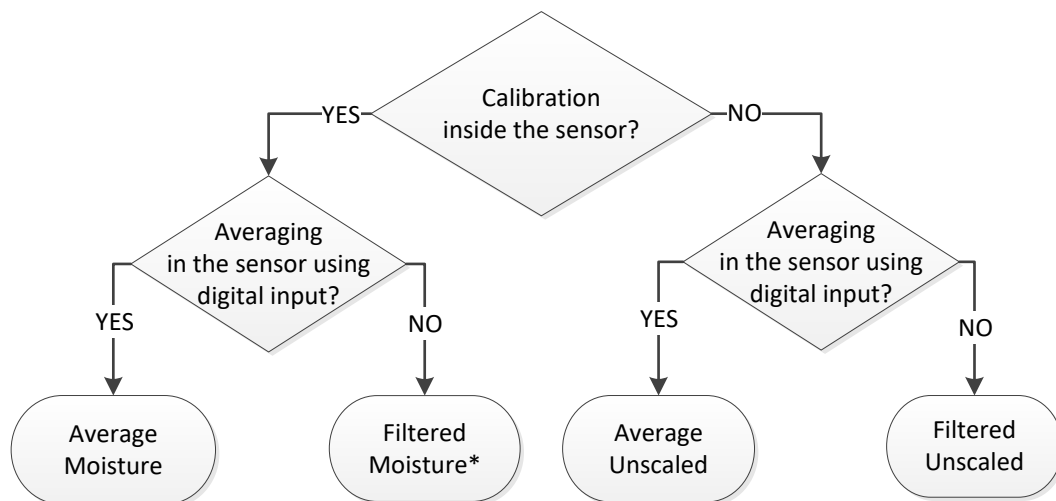 Calibration
inside the sensor?
YES
NO
Averaging
in the sensor using
digital input?
Averaging
in the sensor using
digital input?
YES
NO
YES
NO
Average
Moisture
Filtered
Moisture*
Average
Unscaled
Filtered
Unscaled